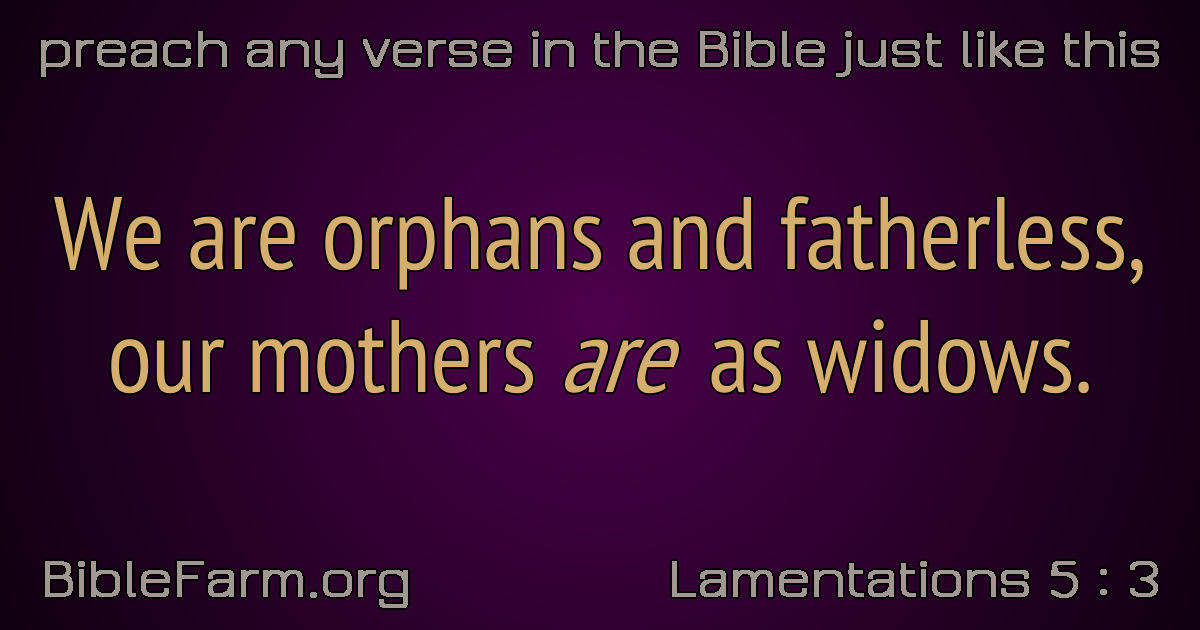 preach any verse in the Bible just like this
We are orphans and fatherless,
our mothers are as widows.
BibleFarm.org
Lamentations 5 : 3